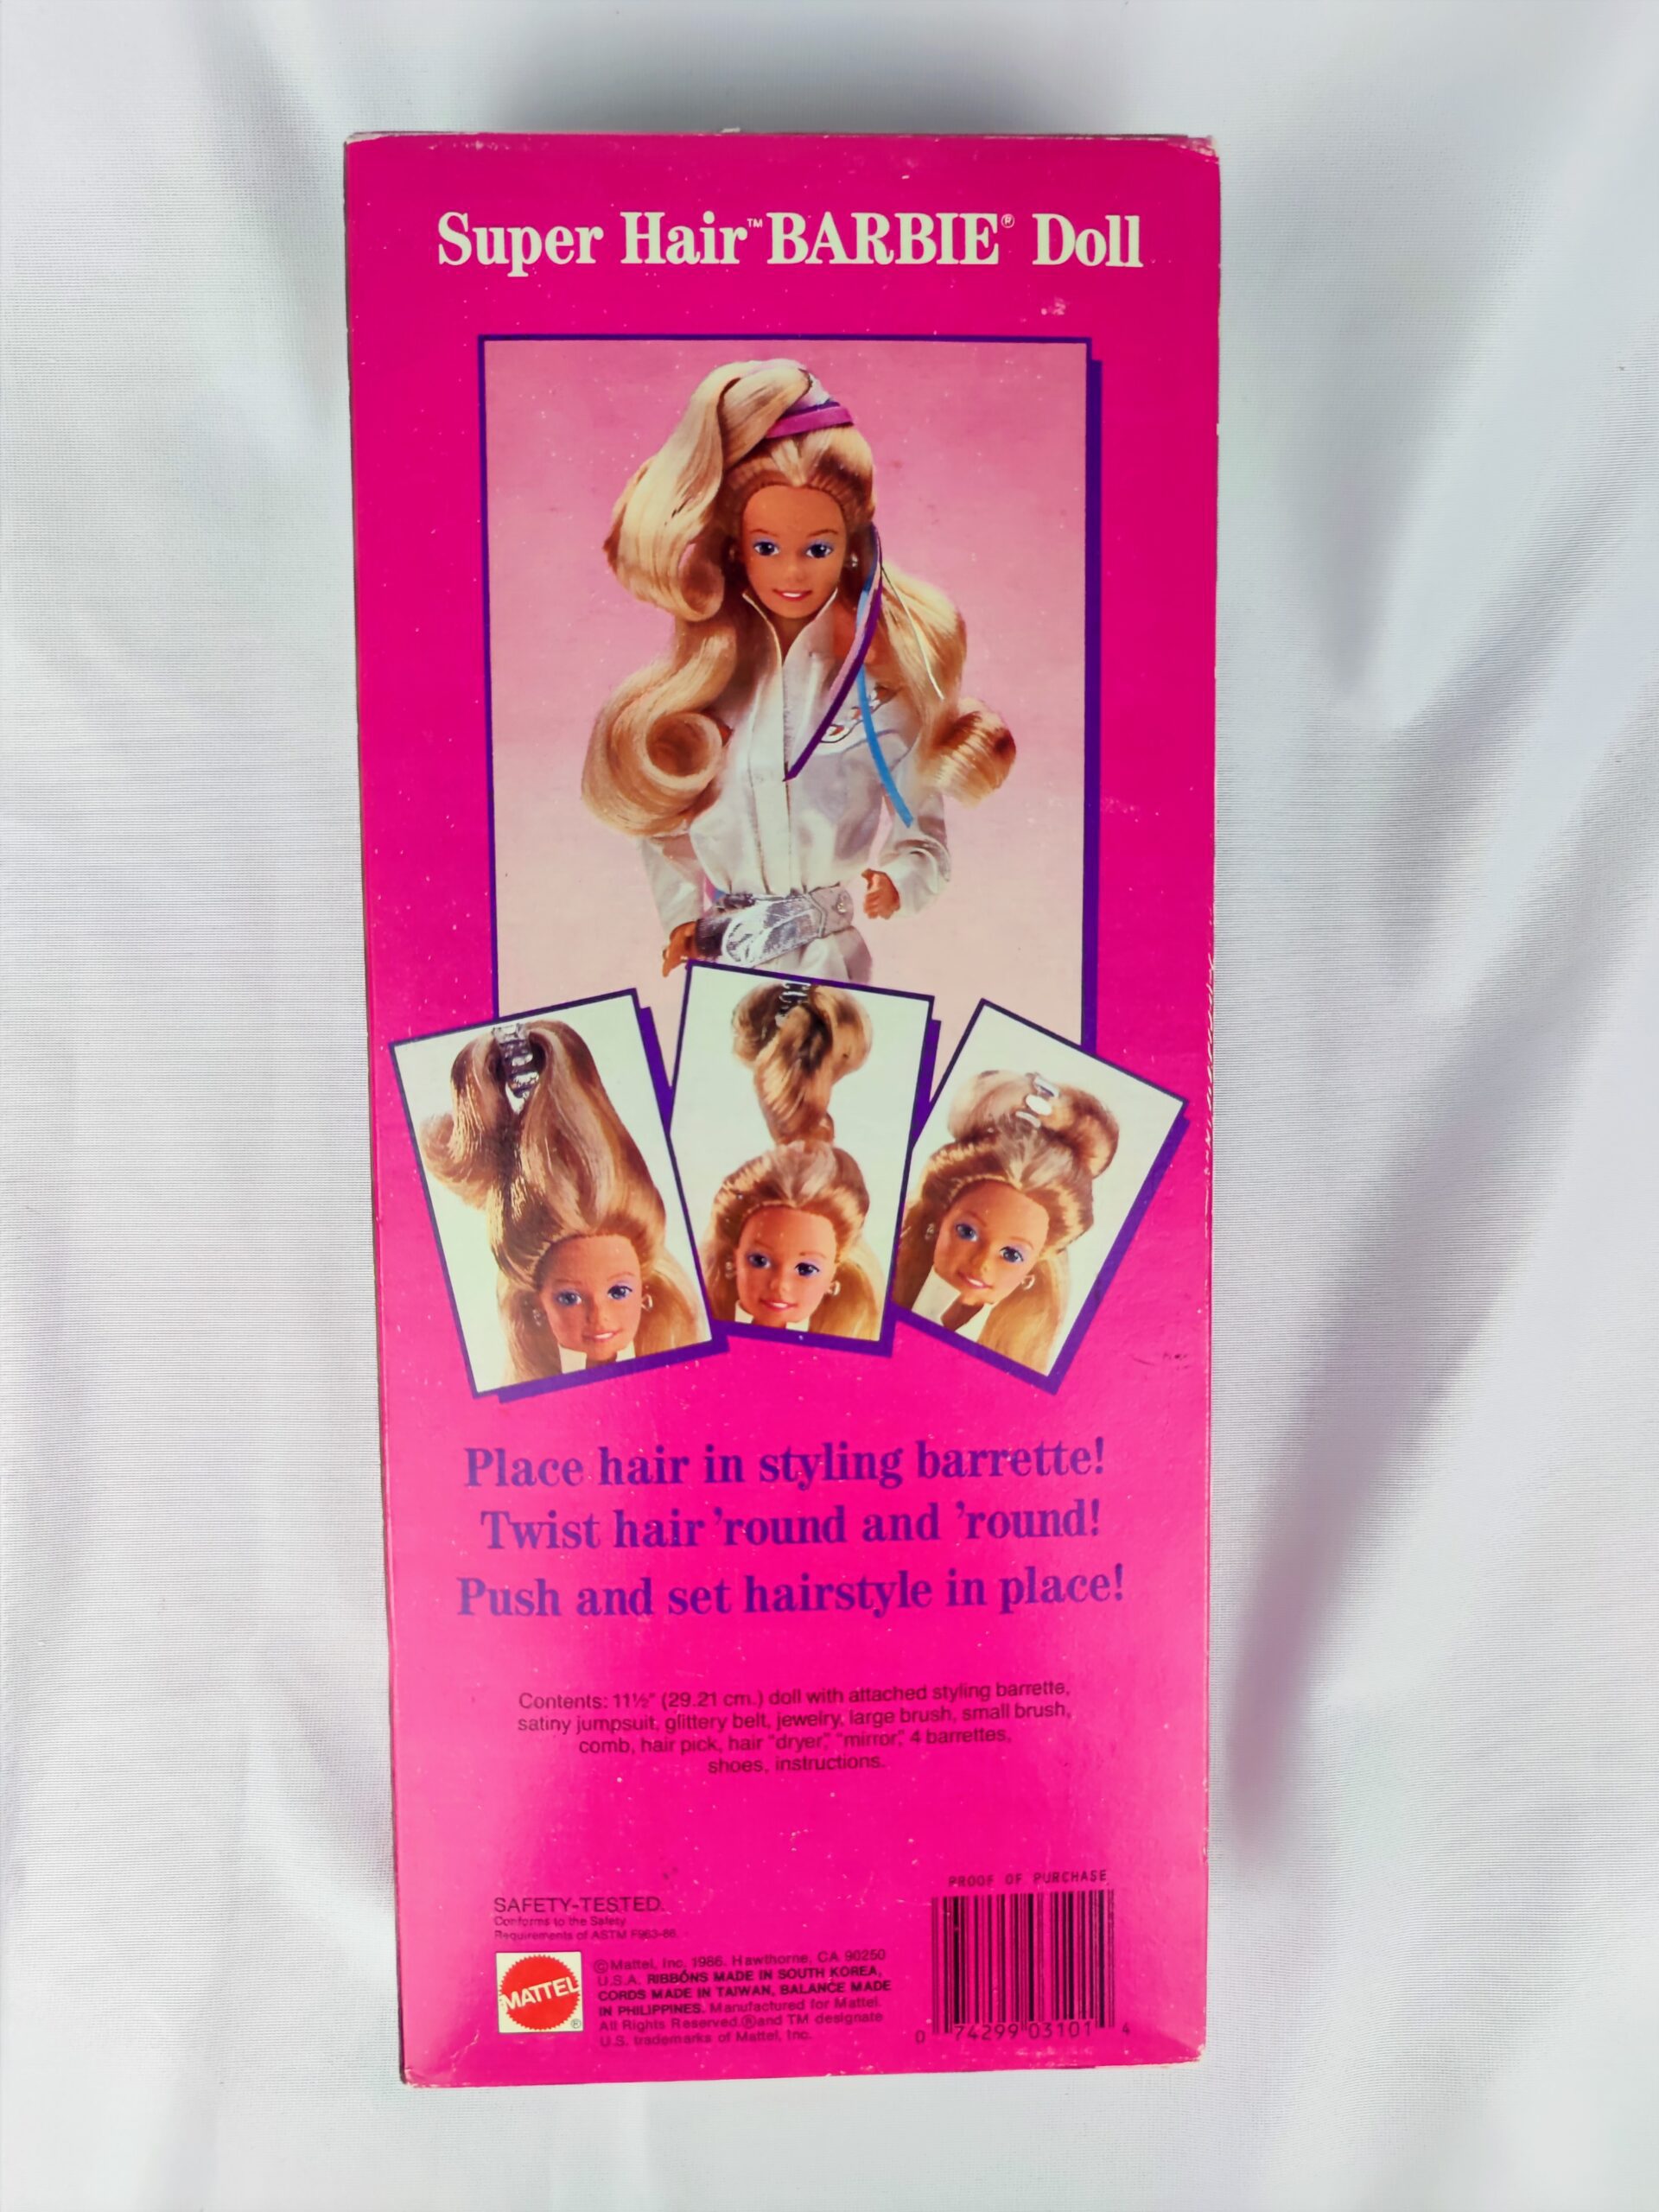 Super Hair™ BARBIE® Doll
Place hair in styling barrette!
Twist hair 'round and 'round!
Push and set hairstyle in place!
Contents: 11½" (29.21 cm.) doll with attached styling barrette,
satiny jumpsuit, glittery belt, jewelry, large brush, small brush,
comb, hair pick, hair "dryer," "mirror," 4 barrettes,
shoes, instructions.
PROOF OF PURCHASE
SAFETY-TESTED.
Conforms to the Safety
Requirements of ASTM F963-86.
MATTEL®
©Mattel, Inc. 1986. Hawthorne, CA 90250
U.S.A. RIBBONS MADE IN SOUTH KOREA,
CORDS MADE IN TAIWAN, BALANCE MADE
IN PHILIPPINES. Manufactured for Mattel.
All Rights Reserved. ® and TM designate
U.S. trademarks of Mattel, Inc.
0 74299 03101 4